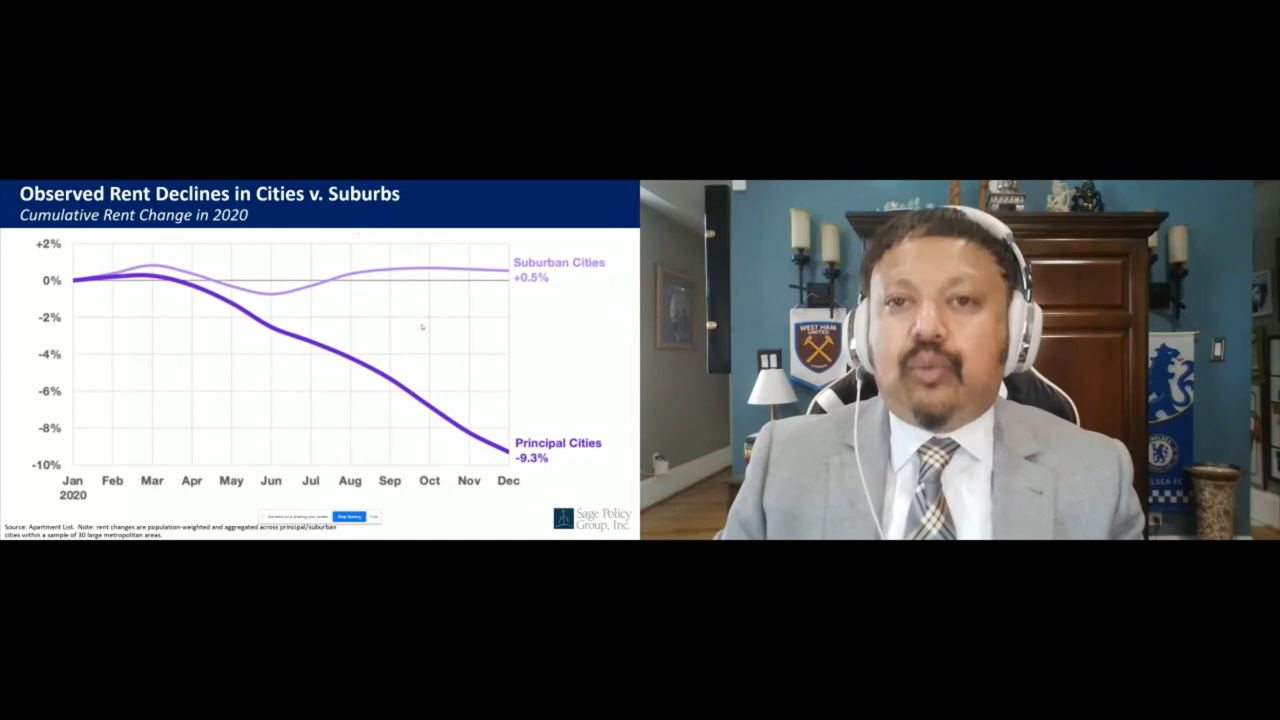 Observed Rent Declines in Cities v. Suburbs
Cumulative Rent Change in 2020
+2%
0%
-2%
-4%
-6%
-8%
-10%
Suburban Cities
+0.5%
Principal Cities
-9.3%
Jan Feb Mar Apr May Jun Jul Aug Sep Oct Nov Dec
2020
Stop sharing
Source: Apartment List. Note: rent changes are population-weighted and aggregated across principal/suburban
cities within a sample of 30 large metropolitan areas.
Sage Policy
Group, Inc.
WEST HAM
UNITED
LONDON
CHELSEA
LSEA FC